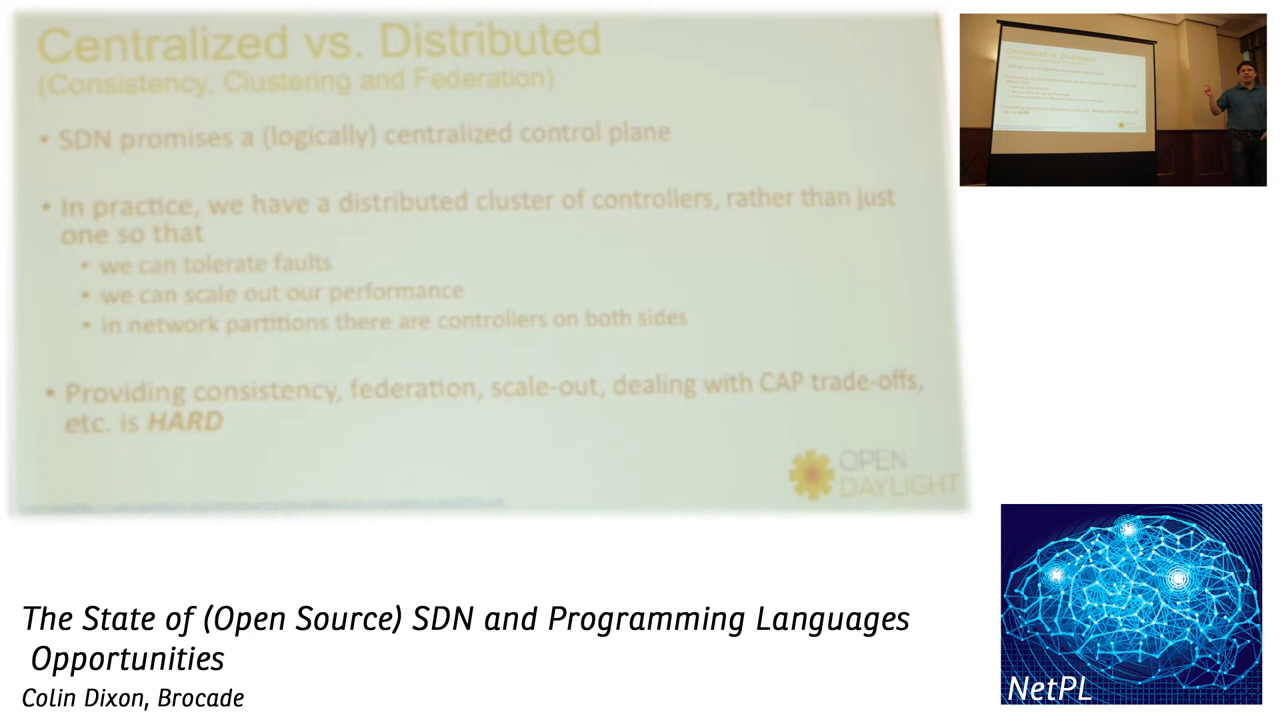 Centralized vs. Distributed
(Consistency, Clustering and Federation)
• SDN promises a (logically) centralized control plane
• In practice, we have a distributed cluster of controllers, rather than just
one so that
• we can tolerate faults
• we can scale out our performance
• in network partitions there are controllers on both sides
• Providing consistency, federation, scale-out, dealing with CAP trade-offs,
etc. is HARD
OPEN
DAYLIGHT
The State of (Open Source) SDN and Programming Languages
Opportunities
Colin Dixon, Brocade
NetPL